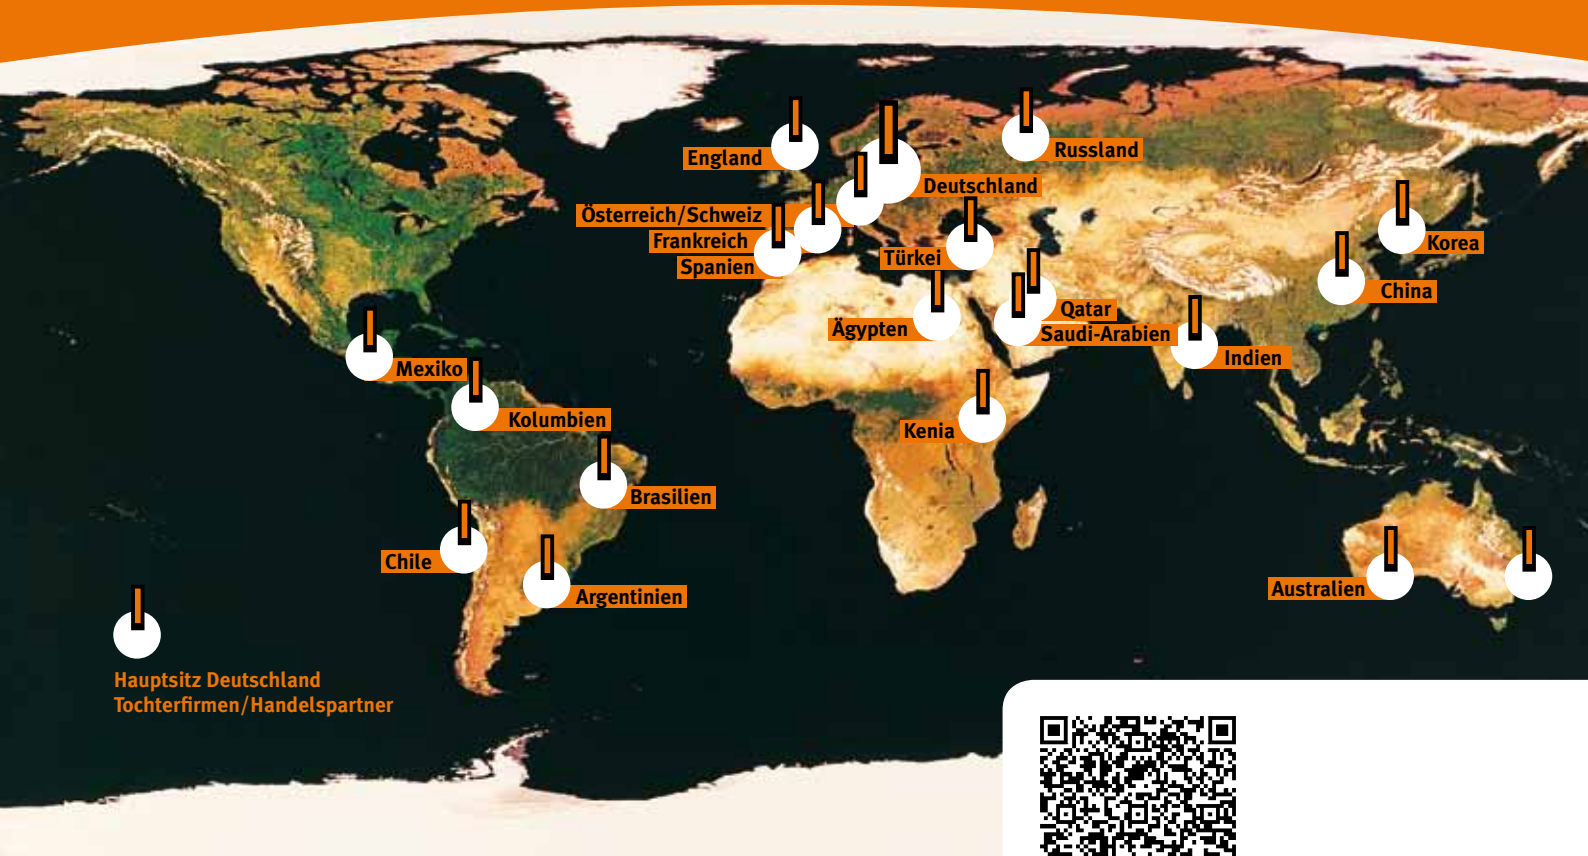 England
Russland
Deutschland
Österreich/Schweiz
Frankreich
Spanien
Türkei
Korea
China
Qatar
Saudi-Arabien
Ägypten
Indien
Mexiko
Kolumbien
Kenia
Brasilien
Chile
Argentinien
Australien
Hauptsitz Deutschland
Tochterfirmen/Handelspartner